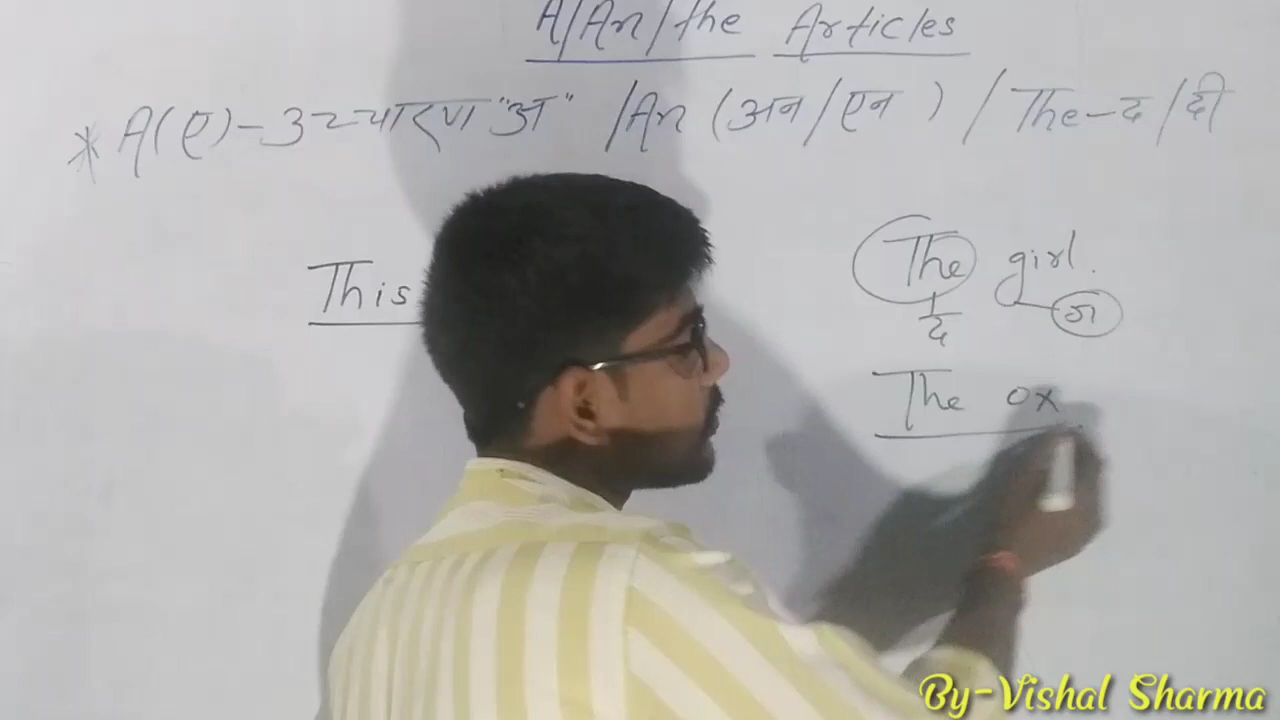 A/An/the Articles
* A(ए)-उच्चारण "अ" /An (अन/एन) / The-द/दी
This
The girl.
द
ग
The ox
By-Vishal Sharma